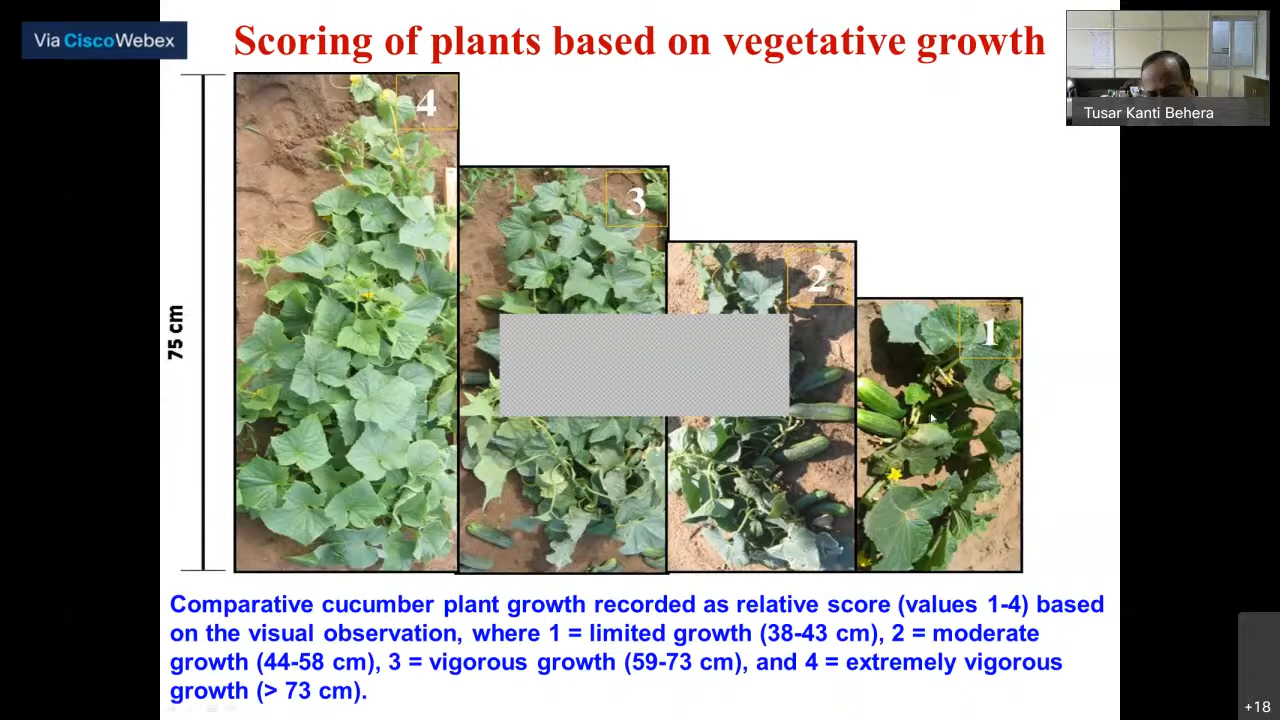 Via Cisco Webex
Scoring of plants based on vegetative growth
Tusar Kanti Behera
4
3
2
1
75 cm
Comparative cucumber plant growth recorded as relative score (values 1-4) based
on the visual observation, where 1 = limited growth (38-43 cm), 2 = moderate
growth (44-58 cm), 3 = vigorous growth (59-73 cm), and 4 = extremely vigorous
growth (> 73 cm).
+18